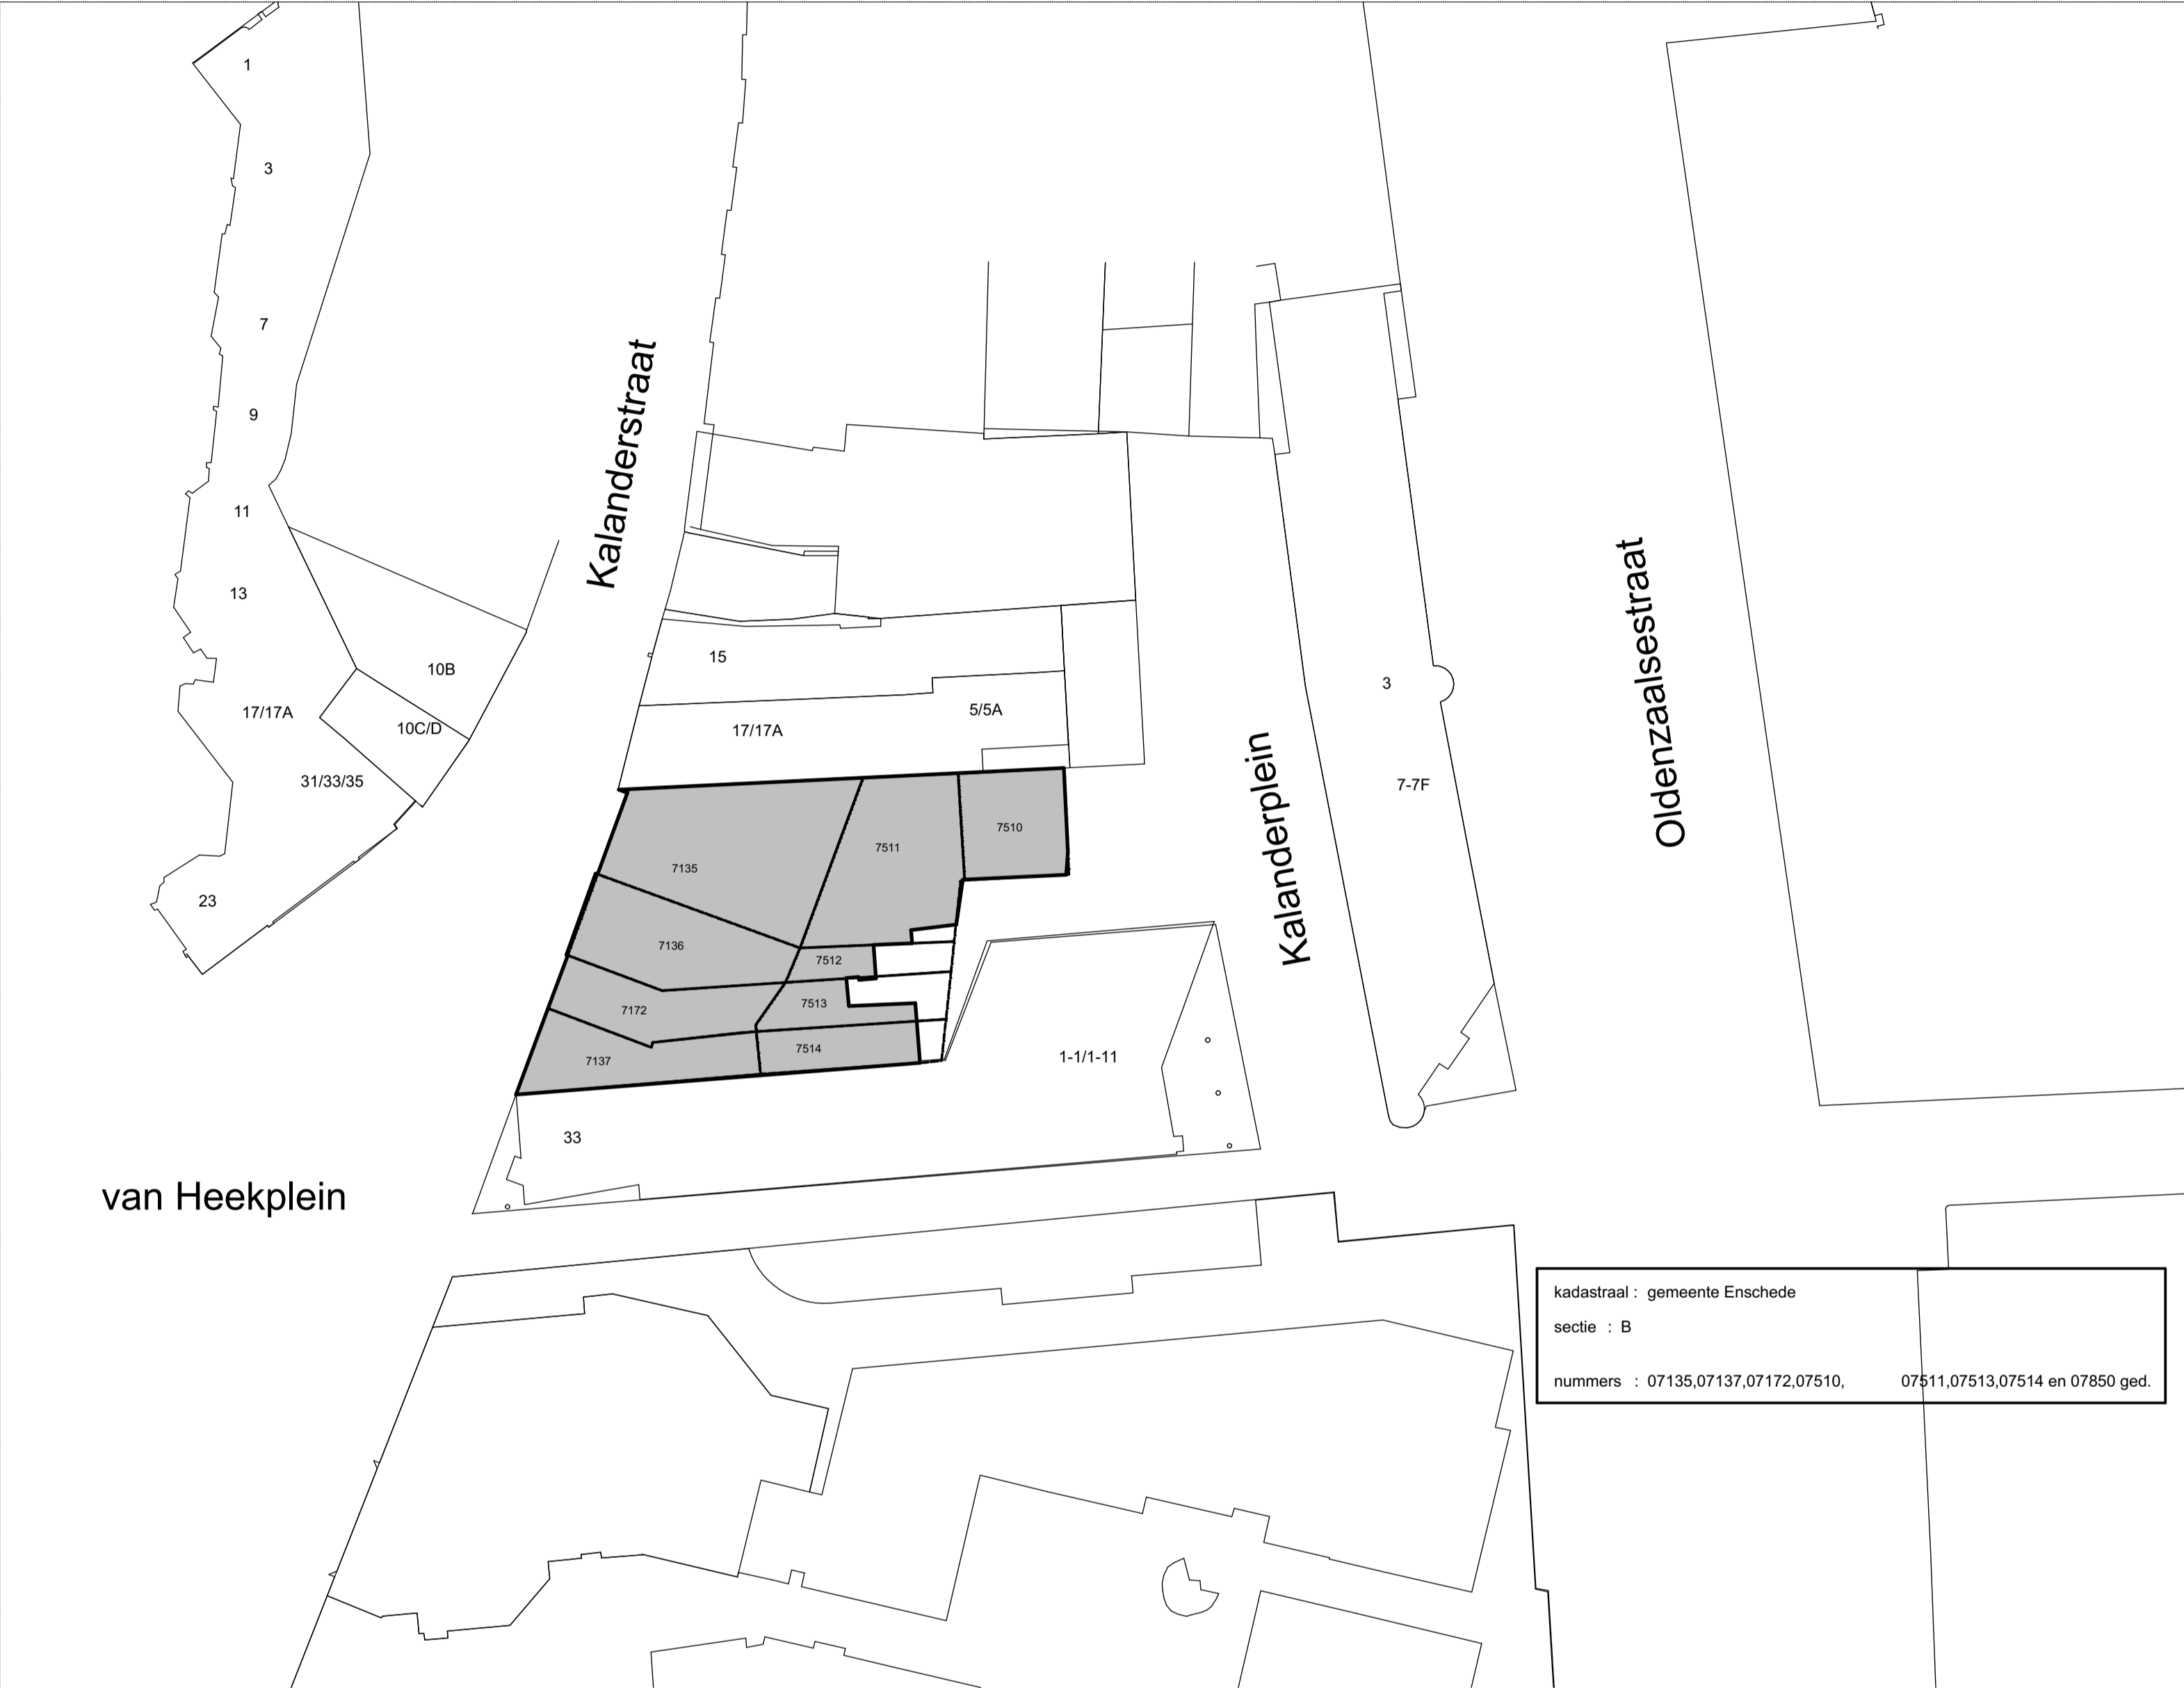 1
3
7
9
11
13
17/17A
31/33/35
23
10B
10C/D
Kalanderstraat
15
17/17A
5/5A
7135
7511
7510
7136
7512
7172
7513
7137
7514
33
1-1/1-11
Kalanderplein
3
7-7F
Oldenzaalsestraat
van Heekplein
kadastraal : gemeente Enschede
sectie : B
nummers : 07135,07137,07172,07510, 07511,07513,07514 en 07850 ged.